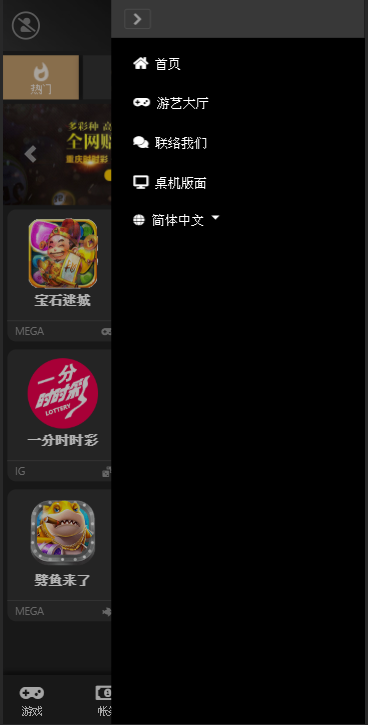 首页
游艺大厅
联络我们
桌机版面
简体中文
热门
多彩种 高
全网赔
重庆时时彩
宝石迷城
MEGA
一分
时时彩
LOTTERY
一分时时彩
IG
劈鱼来了
MEGA
游戏